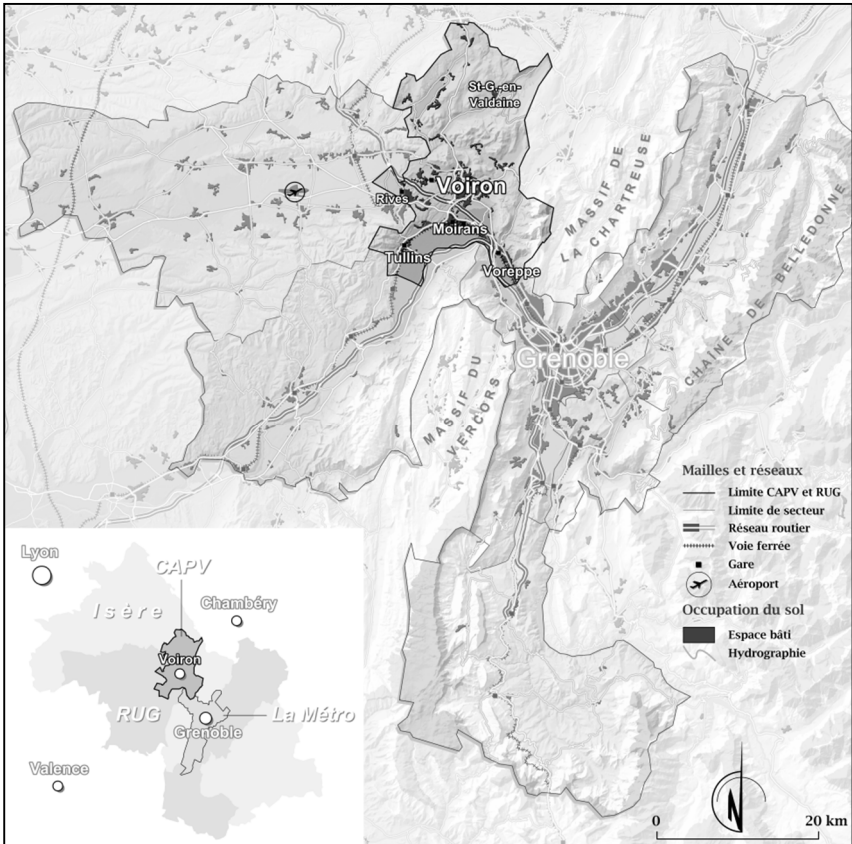 St-G.-en-
Valdaine
Voiron
Rives
Moirans
Tullins
Voreppe
MASSIF DE
LA CHARTREUSE
CHAINE DE BELLEDONNE
Grenoble
MASSIF DU
VERCORS
Mailles et réseaux
Limite CAPV et RUG
Limite de secteur
Réseau routier
Voie ferrée
Gare
Aéroport
Occupation du sol
Espace bâti
Hydrographie
N
0 20 km
Lyon
CAPV
Isère
Chambéry
Voiron
RUG
La Métro
Grenoble
Valence